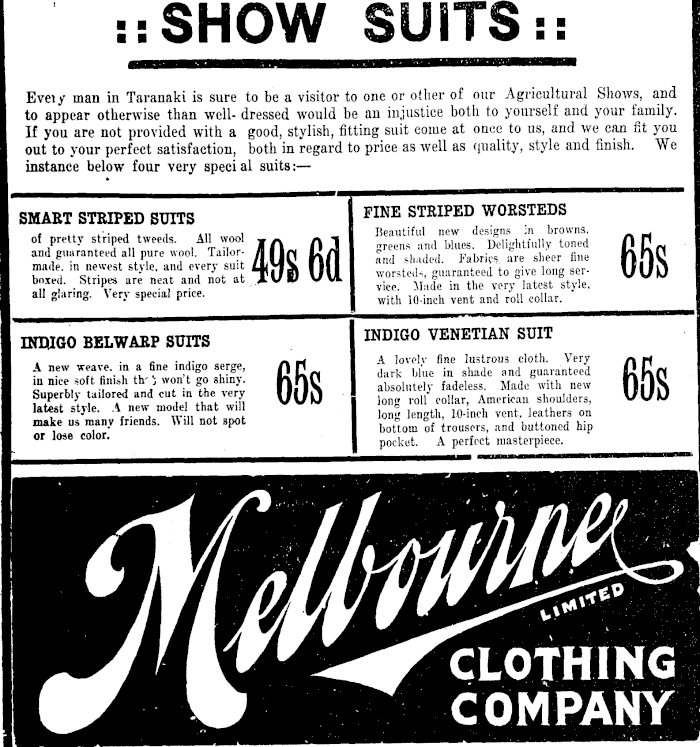 :: SHOW SUITS ::
Every man in Taranaki is sure to be a visitor to one or other of our Agricultural Shows, and
to appear otherwise than well-dressed would be an injustice both to yourself and your family.
If you are not provided with a good, stylish, fitting suit come at once to us, and we can fit you
out to your perfect satisfaction, both in regard to price as well as quality, style and finish. We
instance below four very speci al suits:—
SMART STRIPED SUITS
of pretty striped tweeds. All wool
and guaranteed all pure wool. Tailor-
made, in newest style, and every suit
boxed. Stripes are neat and not at
all glaring. Very special price.
49s 6d
FINE STRIPED WORSTEDS
Beautiful new designs in browns,
greens and blues. Delightfully toned
and shaded. Fabrics are sheer fine
worsteds, guaranteed to give long ser-
vice. Made in the very latest style,
with 10-inch vent and roll collar.
65s
INDIGO BELWARP SUITS
A new weave, in a fine indigo serge,
in nice soft finish won't go shiny.
Superbly tailored and cut in the very
latest style. A new model that will
make us many friends. Will not spot
or lose color.
65s
INDIGO VENETIAN SUIT
A lovely fine lustrous cloth. Very
dark blue in shade and guaranteed
absolutely fadeless. Made with new
long roll collar, American shoulders,
long length, 10-inch vent, leathers on
bottom of trousers, and buttoned hip
pocket. A perfect masterpiece.
65s
Melbourne
LIMITED
CLOTHING
COMPANY